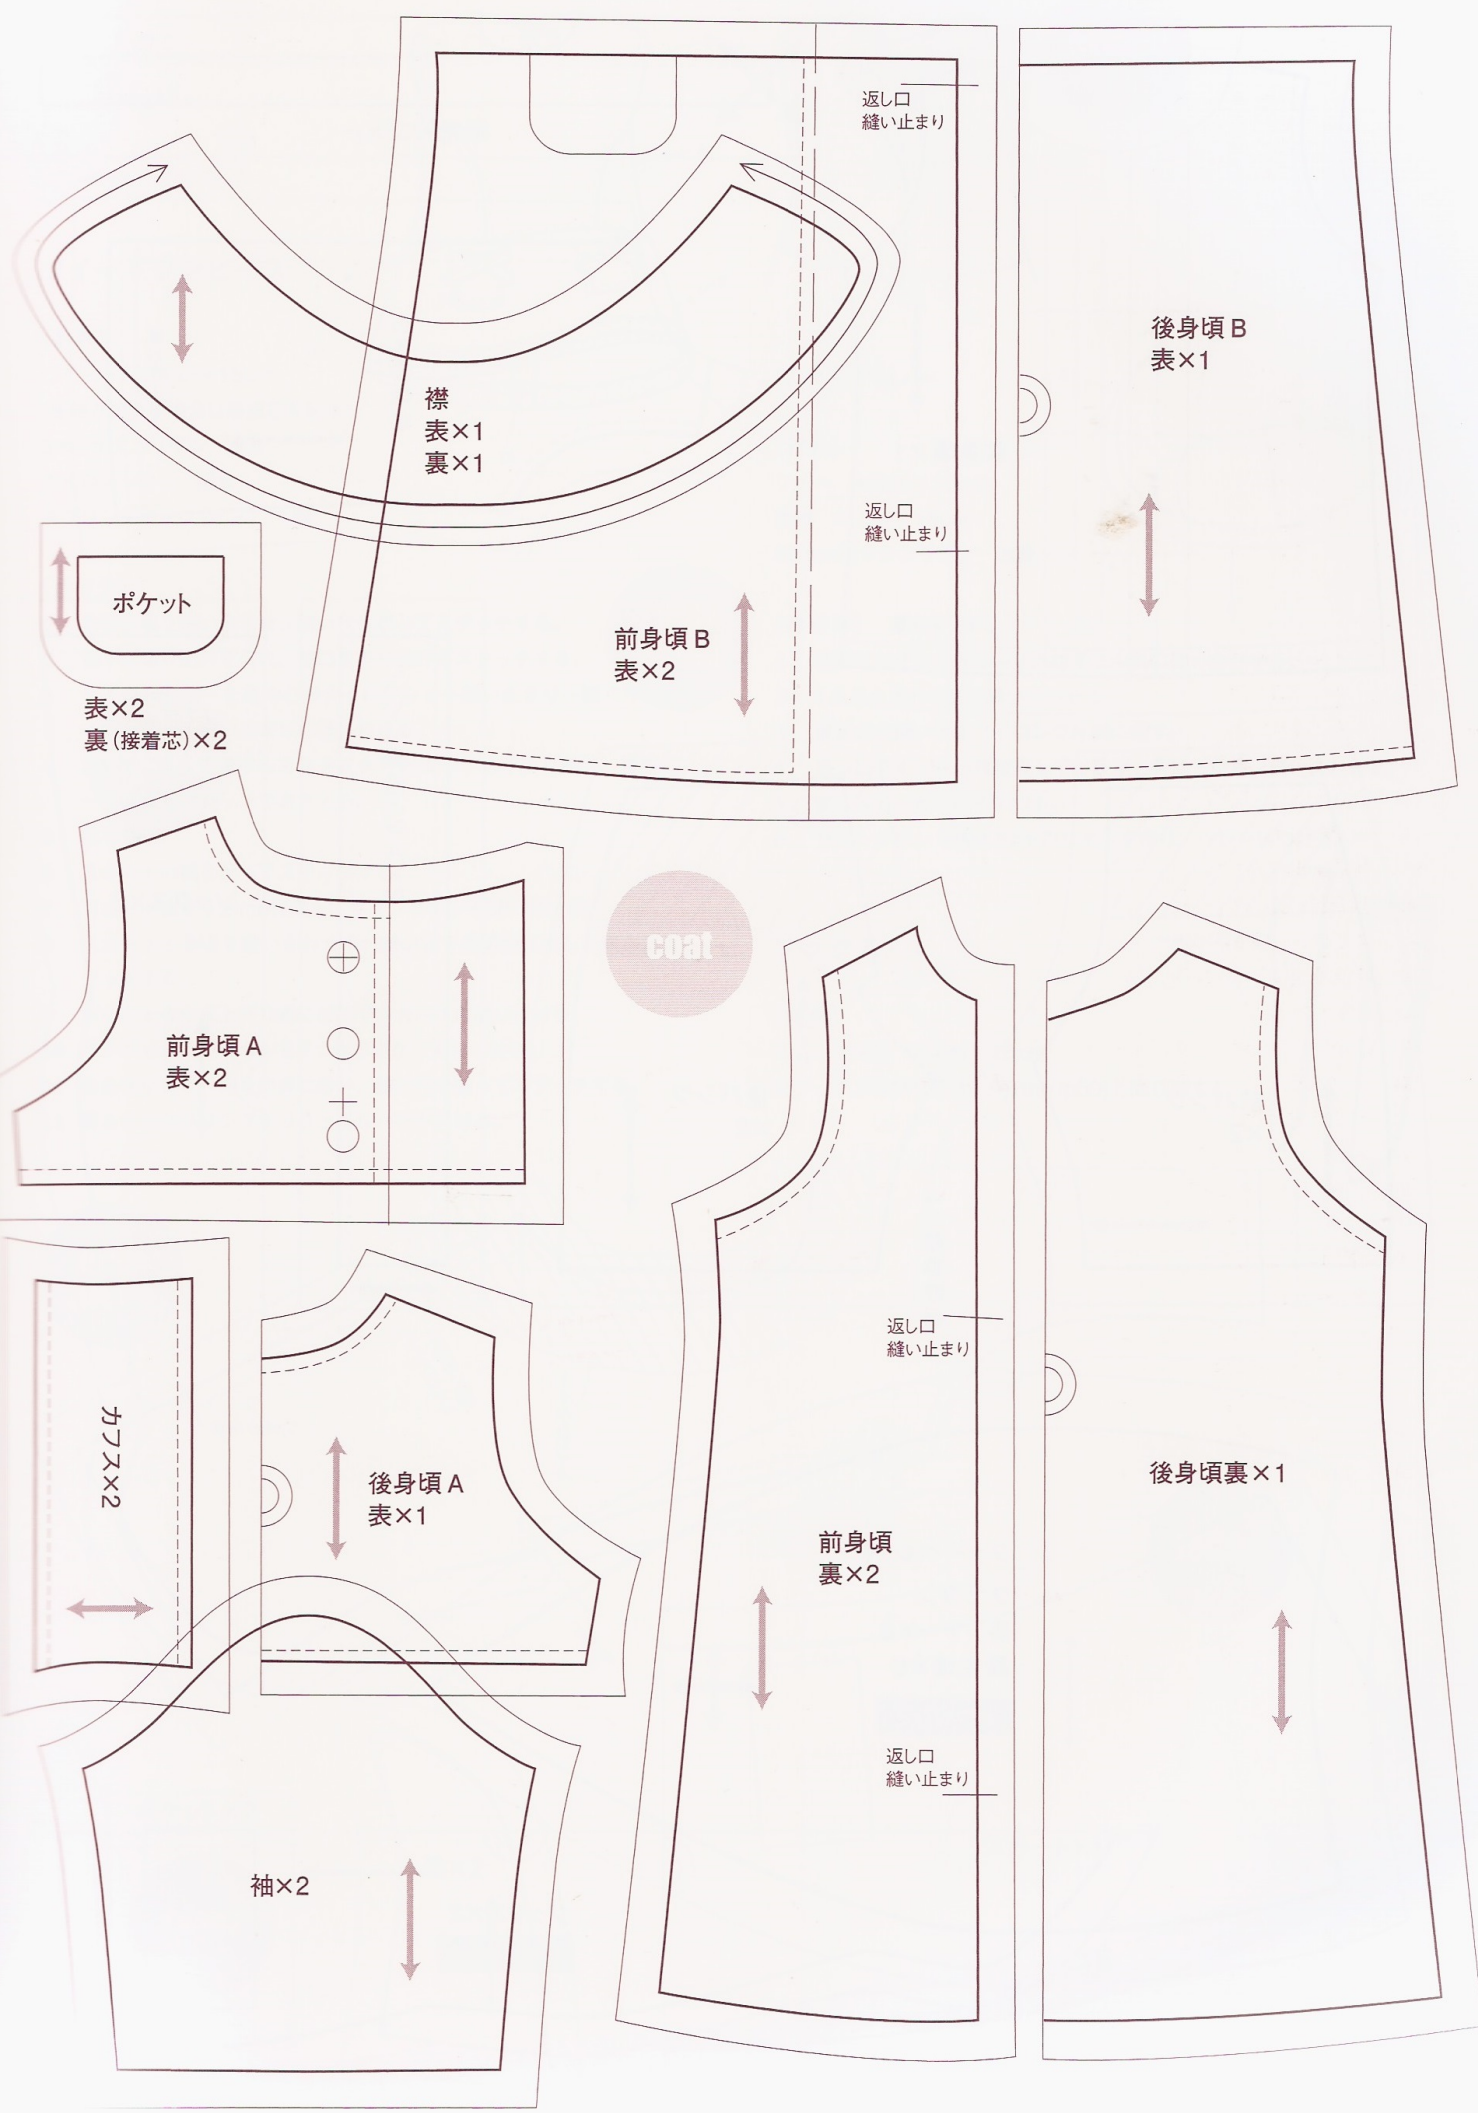 返し口
縫い止まり
後身頃B
表×1
襟
表×1
裏×1
返し口
縫い止まり
ポケット
前身頃B
表×2
表×2
裏(接着芯)×2
coat
前身頃A
表×2
返し口
縫い止まり
カフス×2
後身頃A
表×1
後身頃裏×1
前身頃
裏×2
返し口
縫い止まり
袖×2